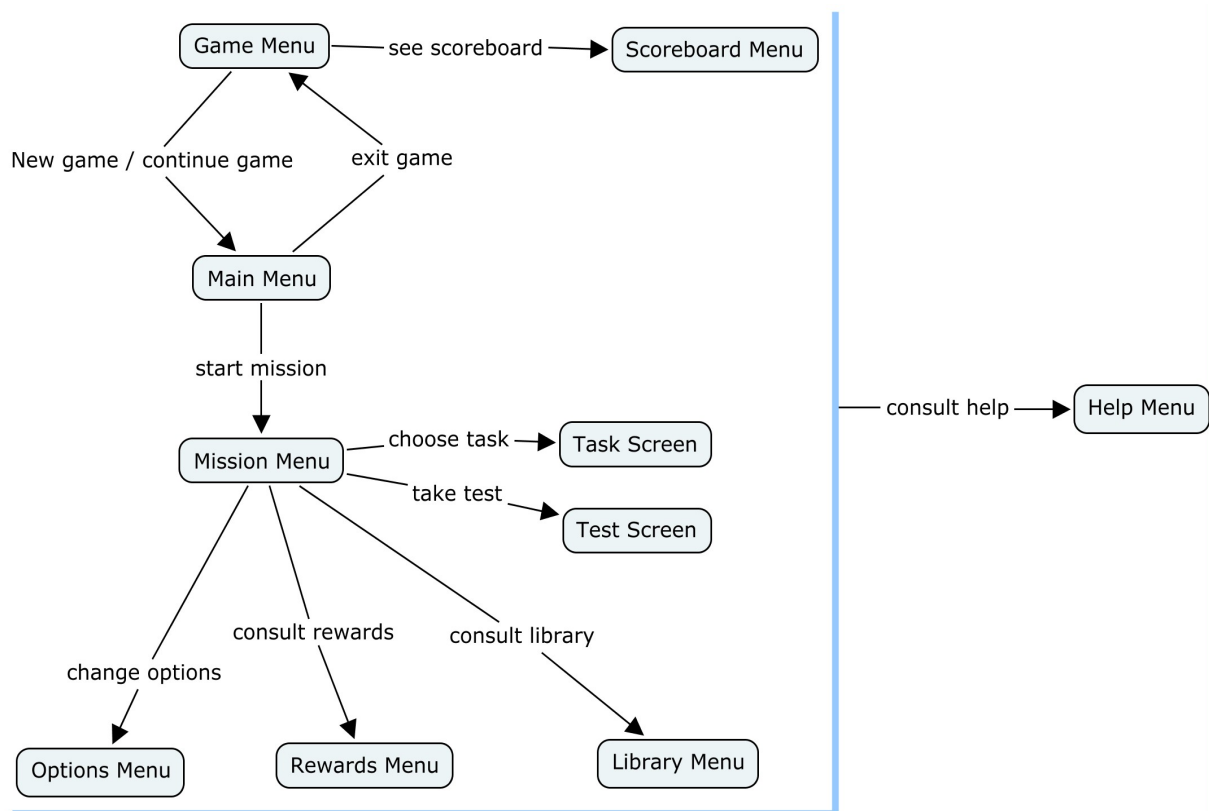 Game Menu
see scoreboard
Scoreboard Menu
New game / continue game
exit game
Main Menu
start mission
consult help
Help Menu
choose task
Task Screen
Mission Menu
take test
Test Screen
consult rewards
consult library
change options
Options Menu
Rewards Menu
Library Menu